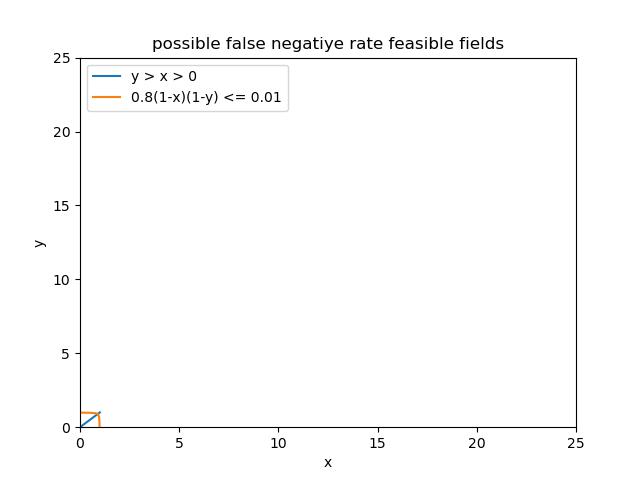 possible false negatiye rate feasible fields
y > x > 0
0.8(1-x)(1-y) <= 0.01
25
20
15
10
5
0
y
0 5 10 15 20 25
x